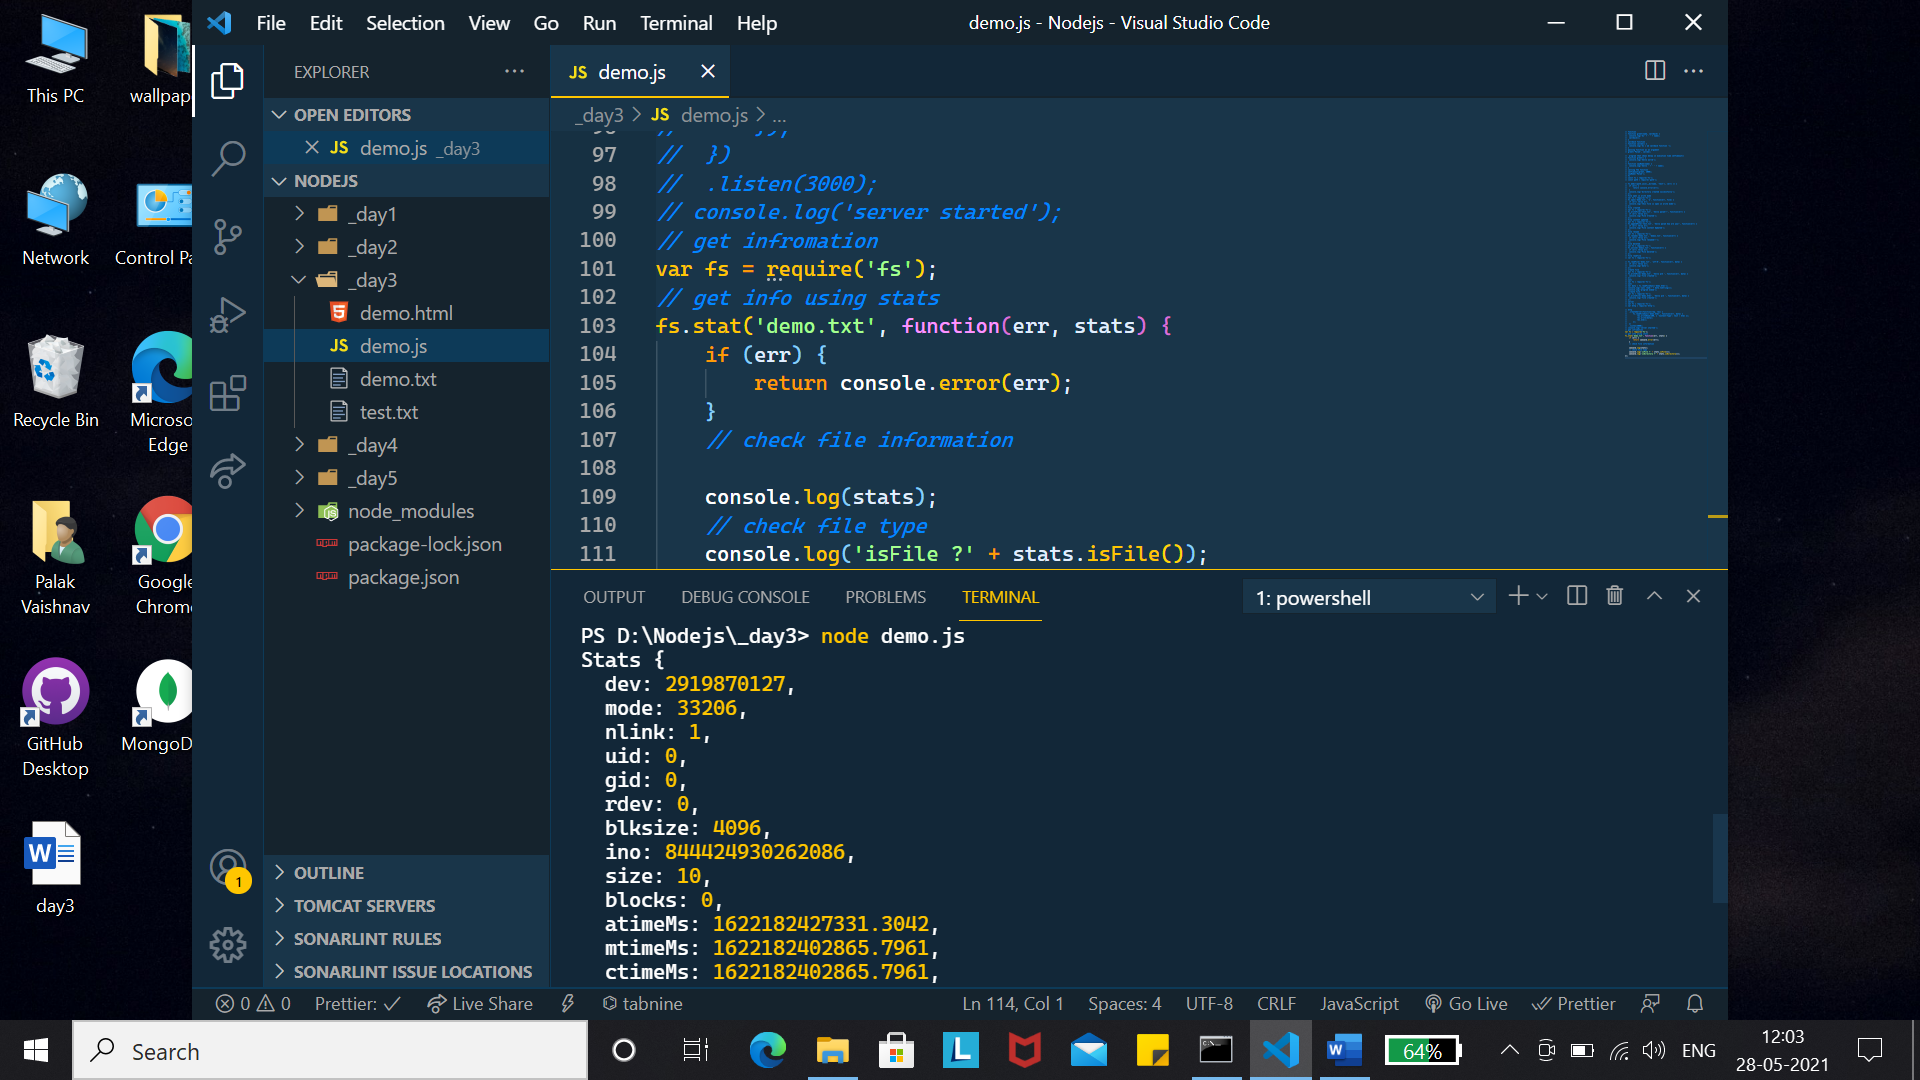 File Edit Selection View Go Run Terminal Help
demo.js - Nodejs - Visual Studio Code
This PC
wallpap
Network
Control Pa
Recycle Bin
Microso
Edge
Palak
Vaishnav
Google
Chrome
GitHub
Desktop
MongoD
day3
EXPLORER
OPEN EDITORS
JS demo.js _day3
NODEJS
_day1
_day2
_day3
demo.html
JS demo.js
demo.txt
test.txt
_day4
_day5
node_modules
package-lock.json
package.json
OUTLINE
TOMCAT SERVERS
SONARLINT RULES
SONARLINT ISSUE LOCATIONS
JS demo.js
_day3 > JS demo.js > ...
97 // })
98 // .listen(3000);
99 // console.log('server started');
100 // get infromation
101 var fs = require('fs');
102 // get info using stats
103 fs.stat('demo.txt', function(err, stats) {
104 if (err) {
105 return console.error(err);
106 }
107 // check file information
108
109 console.log(stats);
110 // check file type
111 console.log('isFile ?' + stats.isFile());
OUTPUT DEBUG CONSOLE PROBLEMS TERMINAL
1: powershell
PS D:\Nodejs\_day3> node demo.js
Stats {
dev: 2919870127,
mode: 33206,
nlink: 1,
uid: 0,
gid: 0,
rdev: 0,
blksize: 4096,
ino: 844424930262086,
size: 10,
blocks: 0,
atimeMs: 1622182427331.3042,
mtimeMs: 1622182402865.7961,
ctimeMs: 1622182402865.7961,
1
0 0 Prettier: ✓ Live Share tabnine
Ln 114, Col 1 Spaces: 4 UTF-8 CRLF JavaScript Go Live Prettier
Search
64%
ENG
12:03
28-05-2021